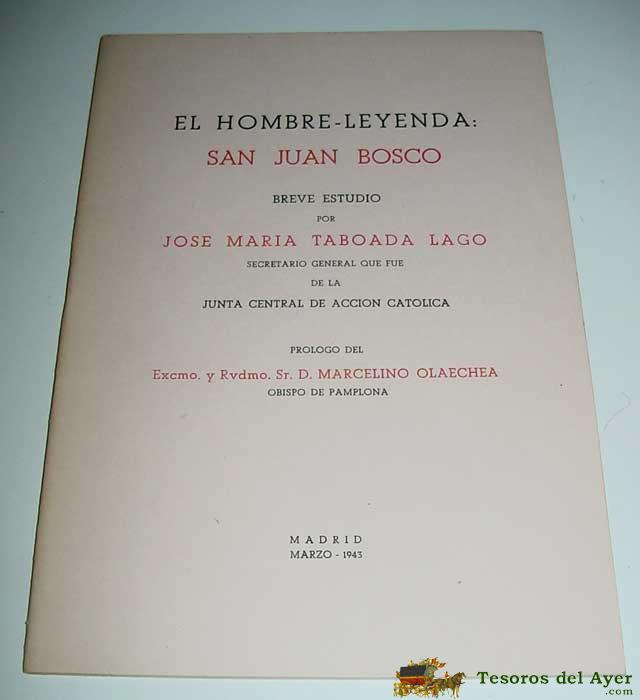 EL HOMBRE-LEYENDA:
SAN JUAN BOSCO
BREVE ESTUDIO
POR
JOSE MARIA TABOADA LAGO
SECRETARIO GENERAL QUE FUE
DE LA
JUNTA CENTRAL DE ACCION CATOLICA
PROLOGO DEL
Excmo. y Rvdmo. Sr. D. MARCELINO OLAECHEA
OBISPO DE PAMPLONA
MADRID
MARZO - 1943
Tesoros del Ayer
.com